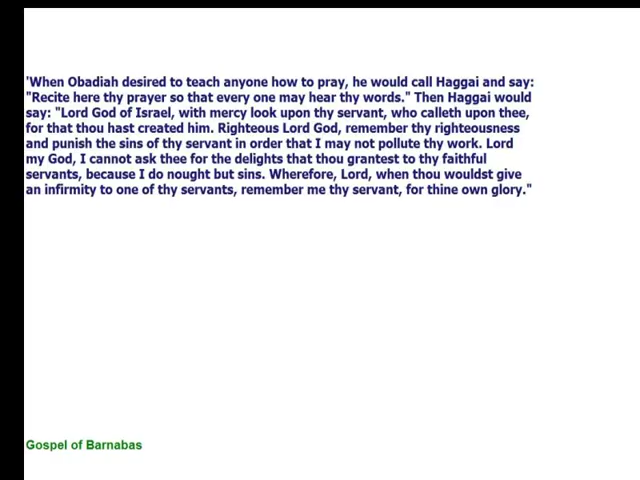 'When Obadiah desired to teach anyone how to pray, he would call Haggai and say:
"Recite here thy prayer so that every one may hear thy words." Then Haggai would
say: "Lord God of Israel, with mercy look upon thy servant, who calleth upon thee,
for that thou hast created him. Righteous Lord God, remember thy righteousness
and punish the sins of thy servant in order that I may not pollute thy work. Lord
my God, I cannot ask thee for the delights that thou grantest to thy faithful
servants, because I do nought but sins. Wherefore, Lord, when thou wouldst give
an infirmity to one of thy servants, remember me thy servant, for thine own glory."
Gospel of Barnabas